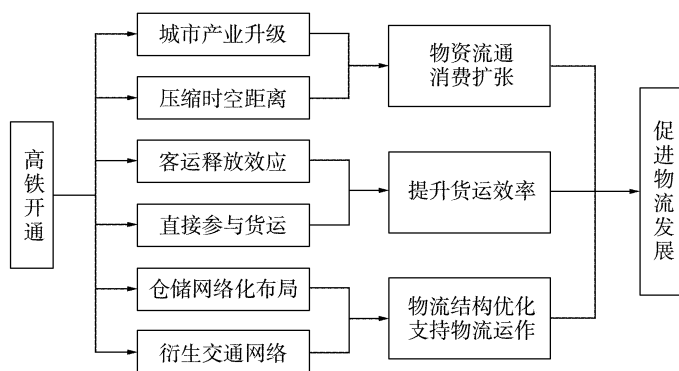 高铁开通
城市产业升级
压缩时空距离
客运释放效应
直接参与货运
仓储网络化布局
衍生交通网络
物资流通
消费扩张
提升货运效率
物流结构优化
支持物流运作
促进物流发展